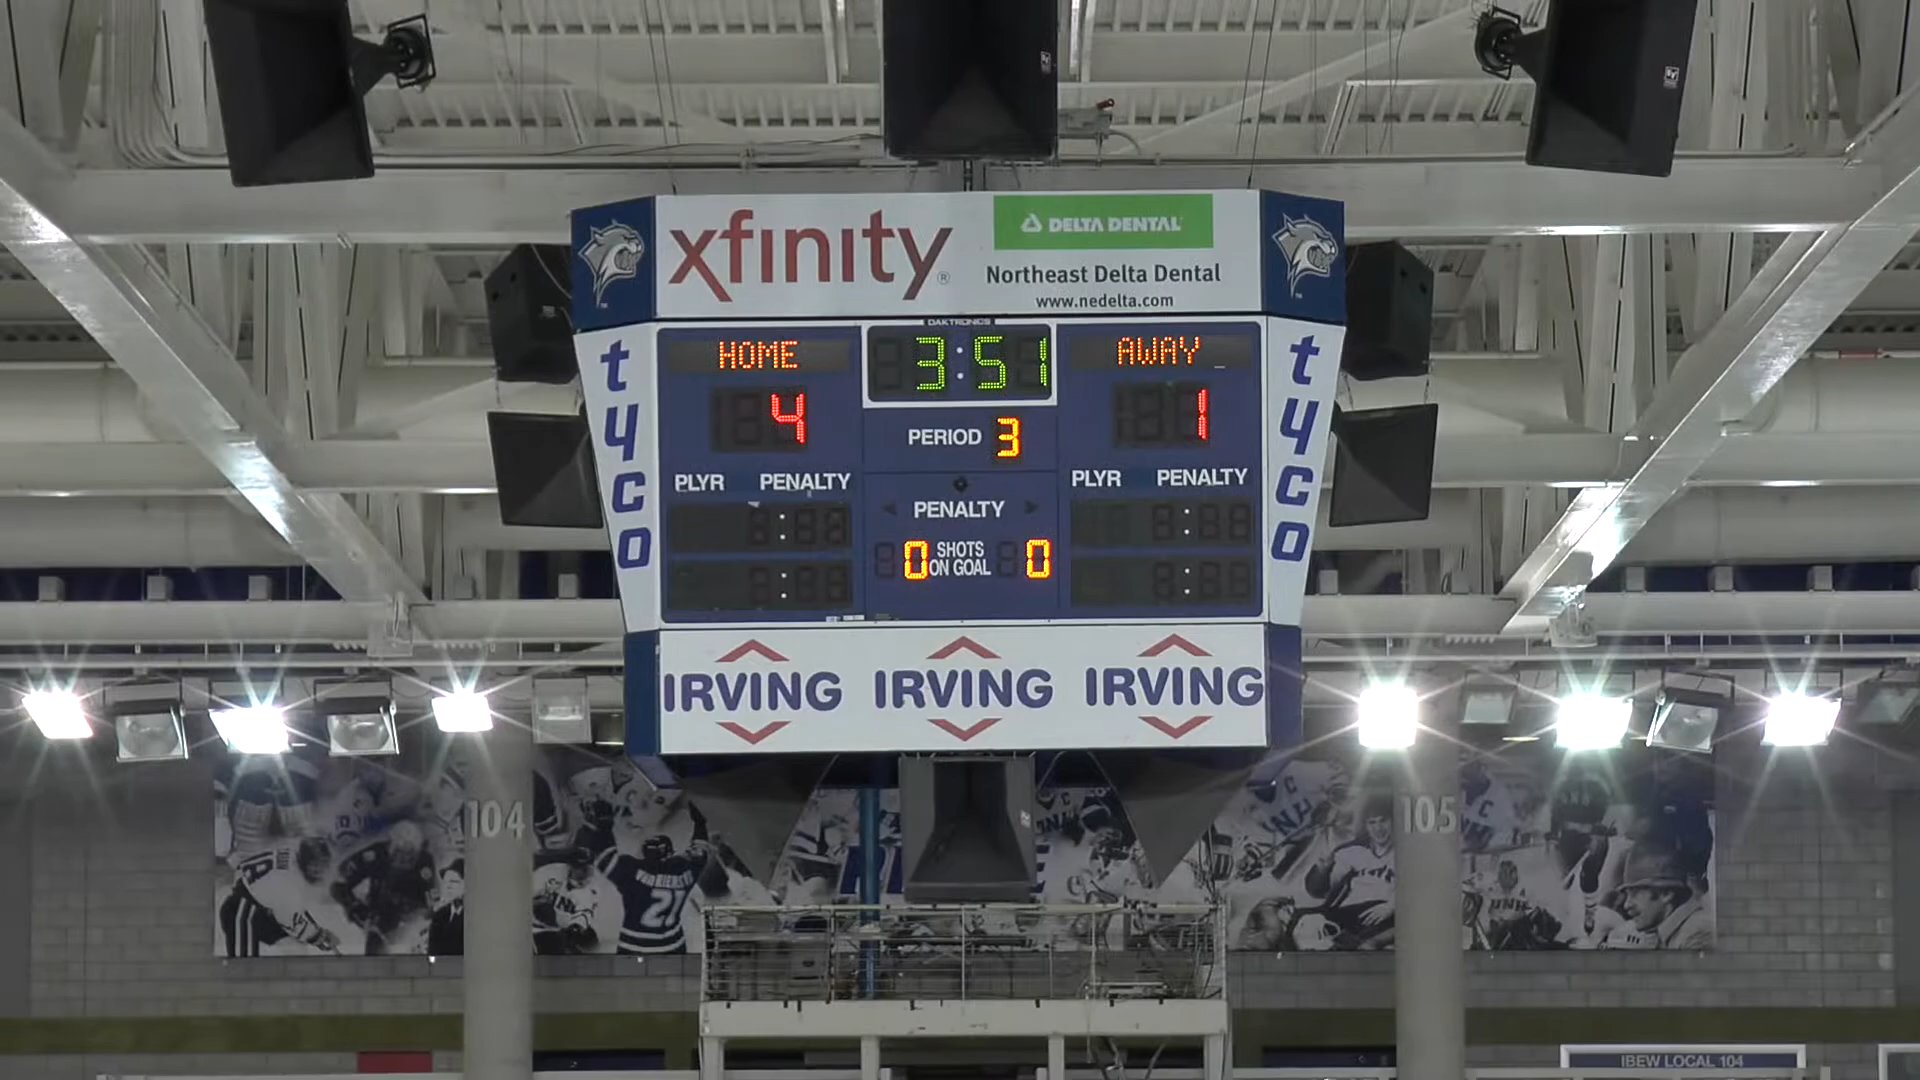 xfinity®
DELTA DENTAL
Northeast Delta Dental
www.nedelta.com
DAKTRONICS
tyco
HOME
3:51
AWAY
tyco
4
PERIOD 3
1
PLYR PENALTY
PLYR PENALTY
PENALTY
0 SHOTS ON GOAL 0
IRVING IRVING IRVING
104
105
21
IBEW LOCAL 104